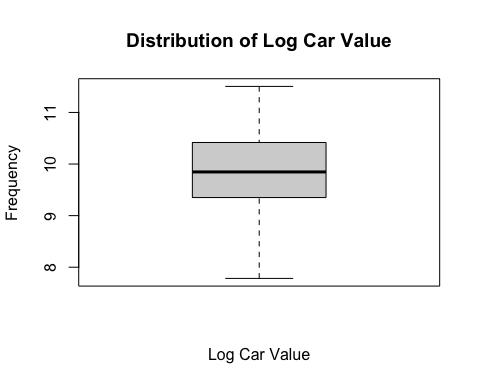 Distribution of Log Car Value
Frequency
11
10
9
8
Log Car Value